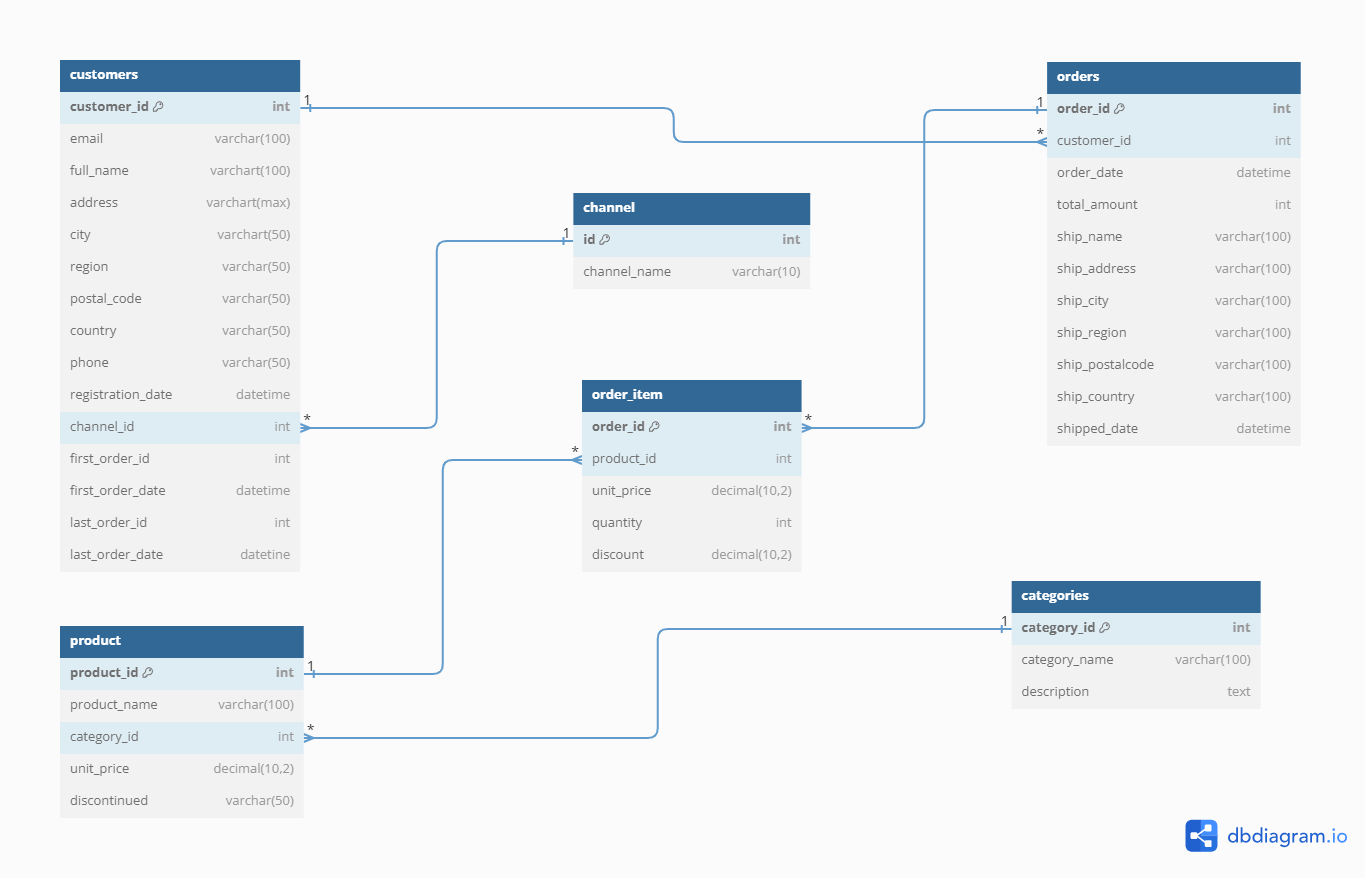 customers
customer_id int
email varchar(100)
full_name varchart(100)
address varchart(max)
city varchart(50)
region varchar(50)
postal_code varchar(50)
country varchar(50)
phone varchar(50)
registration_date datetime
channel_id int
first_order_id int
first_order_date datetime
last_order_id int
last_order_date datetine
1
*
channel
id int
channel_name varchar(10)
1
orders
order_id int
customer_id int
order_date datetime
total_amount int
ship_name varchar(100)
ship_address varchar(100)
ship_city varchar(100)
ship_region varchar(100)
ship_postalcode varchar(100)
ship_country varchar(100)
shipped_date datetime
1
*
order_item
order_id int
product_id int
unit_price decimal(10,2)
quantity int
discount decimal(10,2)
*
*
product
product_id int
product_name varchar(100)
category_id int
unit_price decimal(10,2)
discontinued varchar(50)
1
*
categories
category_id int
category_name varchar(100)
description text
1
dbdiagram.io